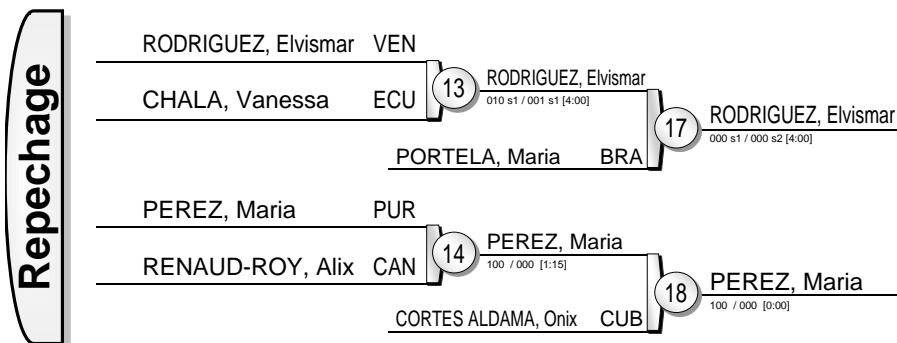 Repechage
RODRIGUEZ, Elvismar VEN
CHALA, Vanessa ECU
13
RODRIGUEZ, Elvismar
010 s1 / 001 s1 [4:00]
PORTELA, Maria BRA
17
RODRIGUEZ, Elvismar
000 s1 / 000 s2 [4:00]
PEREZ, Maria PUR
RENAUD-ROY, Alix CAN
14
PEREZ, Maria
100 / 000 [1:15]
CORTES ALDAMA, Onix CUB
18
PEREZ, Maria
100 / 000 [0:00]